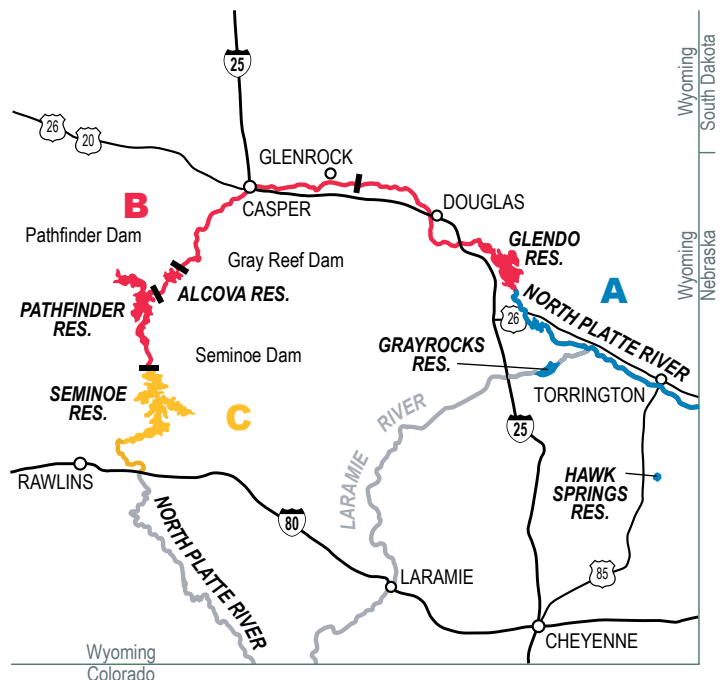 25
Wyoming
South Dakota
26
20
GLENROCK
B
CASPER
DOUGLAS
Pathfinder Dam
Gray Reef Dam
GLENDO
RES.
A
Wyoming
Nebraska
PATHFINDER
RES.
ALCOVA RES.
NORTH PLATTE RIVER
26
GRAYROCKS
RES.
Seminoe Dam
SEMINOE
RES.
TORRINGTON
C
LARAMIE RIVER
25
RAWLINS
HAWK
SPRINGS
RES.
NORTH PLATTE RIVER
80
85
LARAMIE
CHEYENNE
Wyoming
Colorado